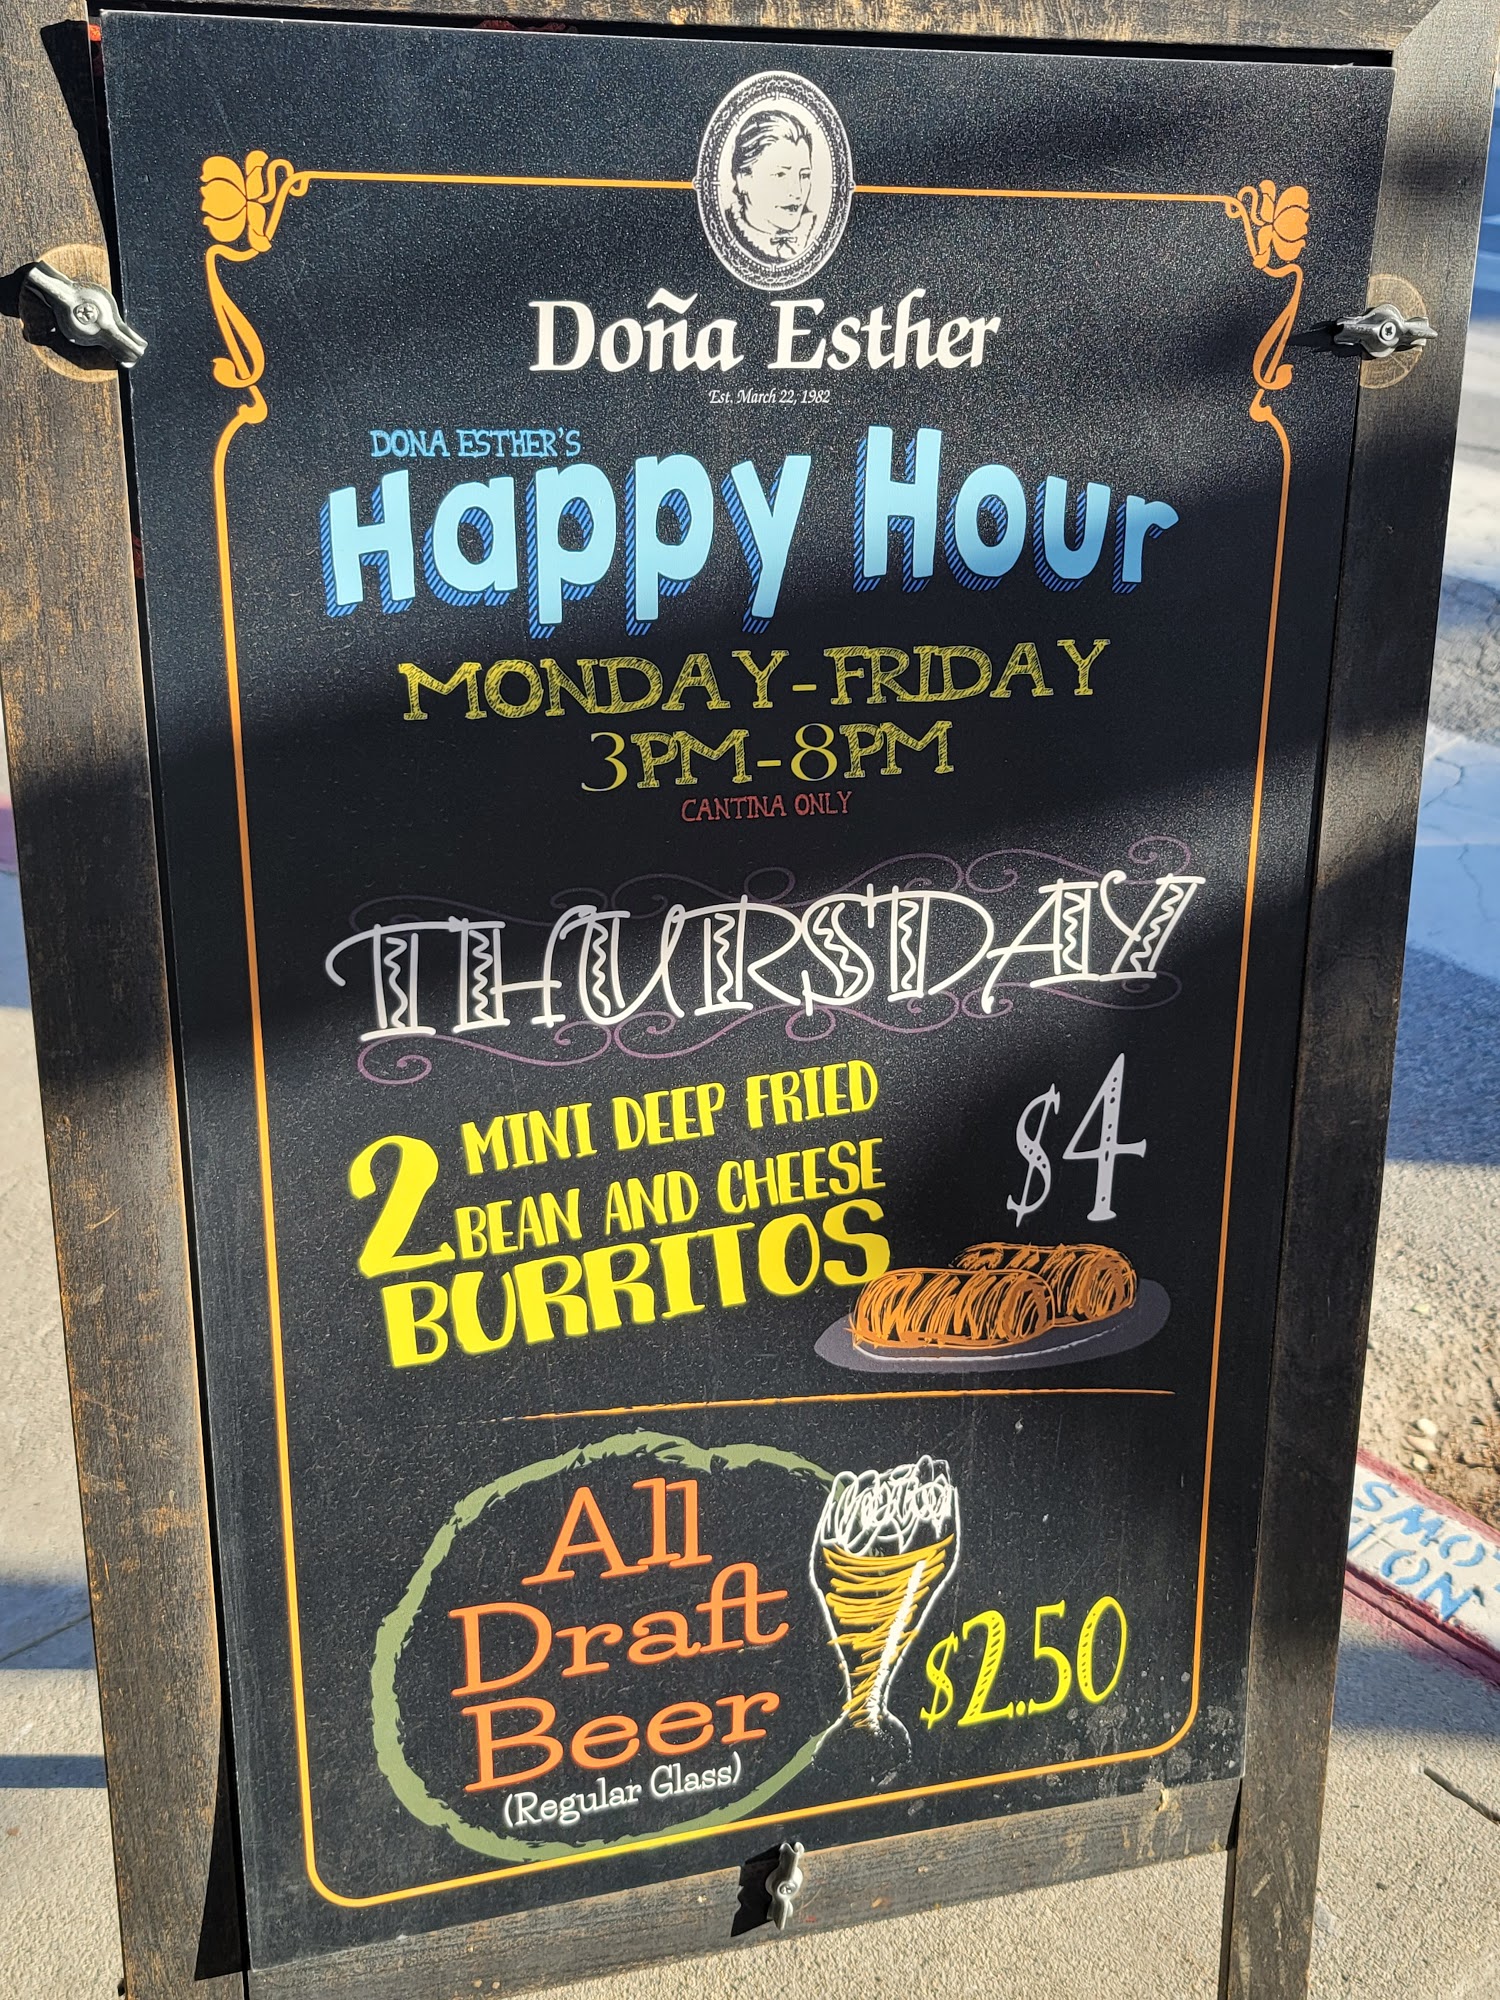 Doña Esther
Est. March 22, 1982
DONA ESTHER'S
Happy Hour
MONDAY-FRIDAY
3PM-8PM
CANTINA ONLY
THURSDAY
2 MINI DEEP FRIED
BEAN AND CHEESE
BURRITOS
$4
All
Draft
Beer
(Regular Glass)
$2.50